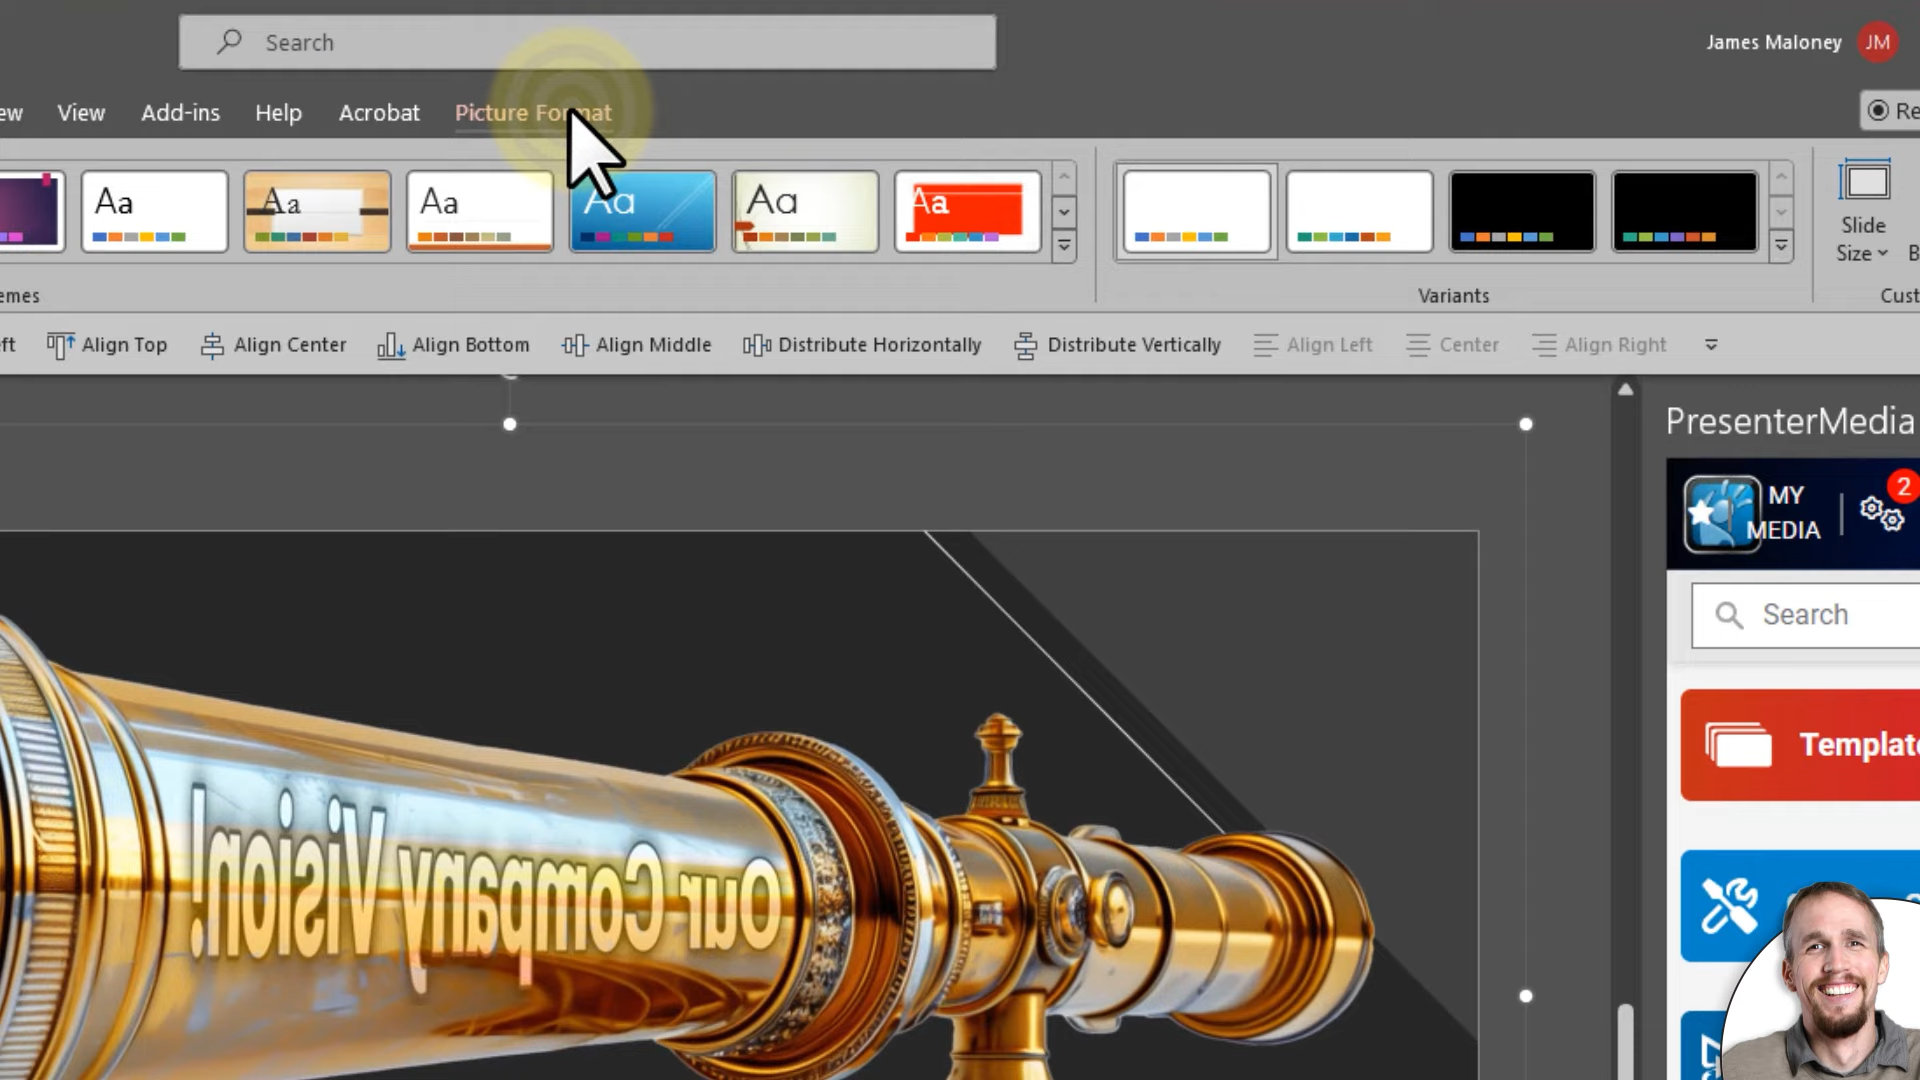 Search
James Maloney JM
ew View Add-ins Help Acrobat Picture Format
Re
Aa Aa Aa Aa Aa Aa
Slide
Size B
emes Variants Cust
ft Align Top Align Center Align Bottom Align Middle Distribute Horizontally Distribute Vertically Align Left Center Align Right
PresenterMedia
2
MY
MEDIA
Search
Template
Our Company Vision!